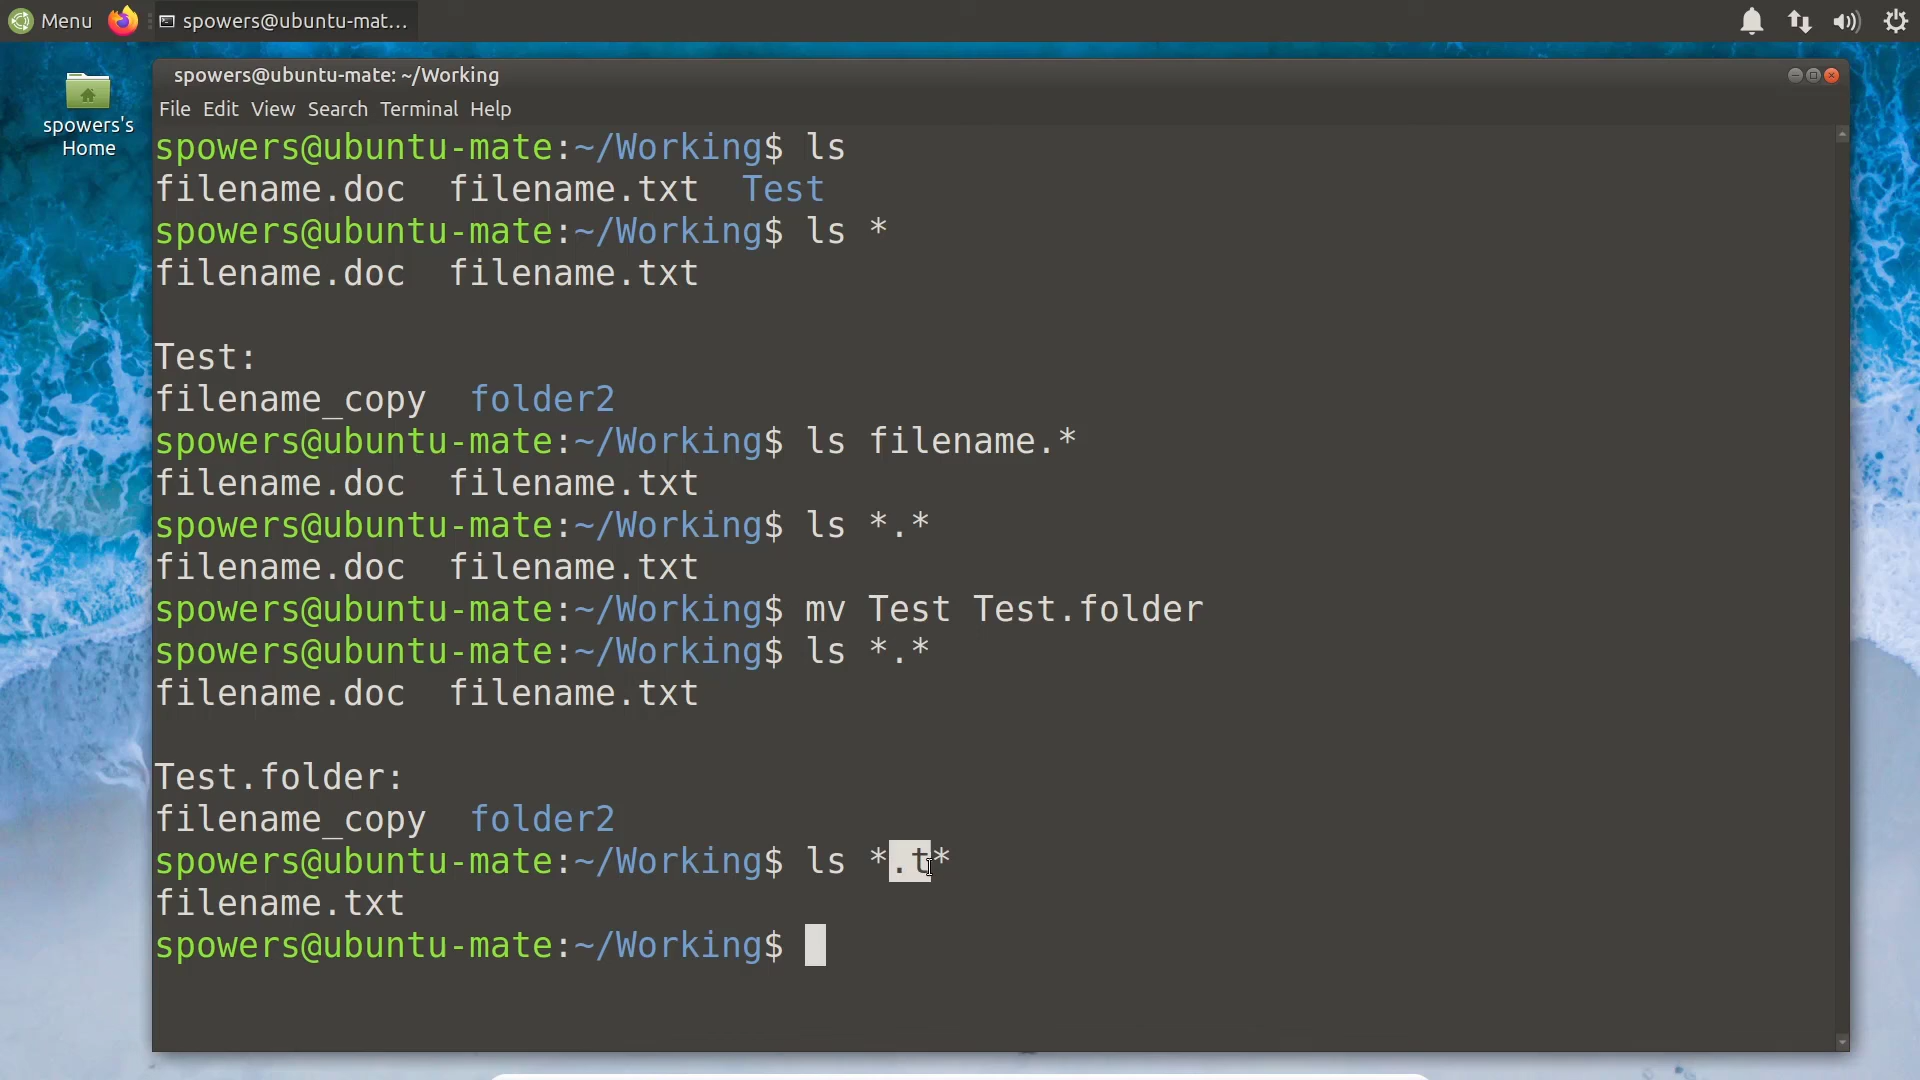 Menu spowers@ubuntu-mat...
spowers's
Home
spowers@ubuntu-mate: ~/Working
File Edit View Search Terminal Help
spowers@ubuntu-mate:~/Working$ ls
filename.doc  filename.txt  Test
spowers@ubuntu-mate:~/Working$ ls *
filename.doc  filename.txt
Test:
filename_copy  folder2
spowers@ubuntu-mate:~/Working$ ls filename.*
filename.doc  filename.txt
spowers@ubuntu-mate:~/Working$ ls *.*
filename.doc  filename.txt
spowers@ubuntu-mate:~/Working$ mv Test Test.folder
spowers@ubuntu-mate:~/Working$ ls *.*
filename.doc  filename.txt
Test.folder:
filename_copy  folder2
spowers@ubuntu-mate:~/Working$ ls *.t*
filename.txt
spowers@ubuntu-mate:~/Working$